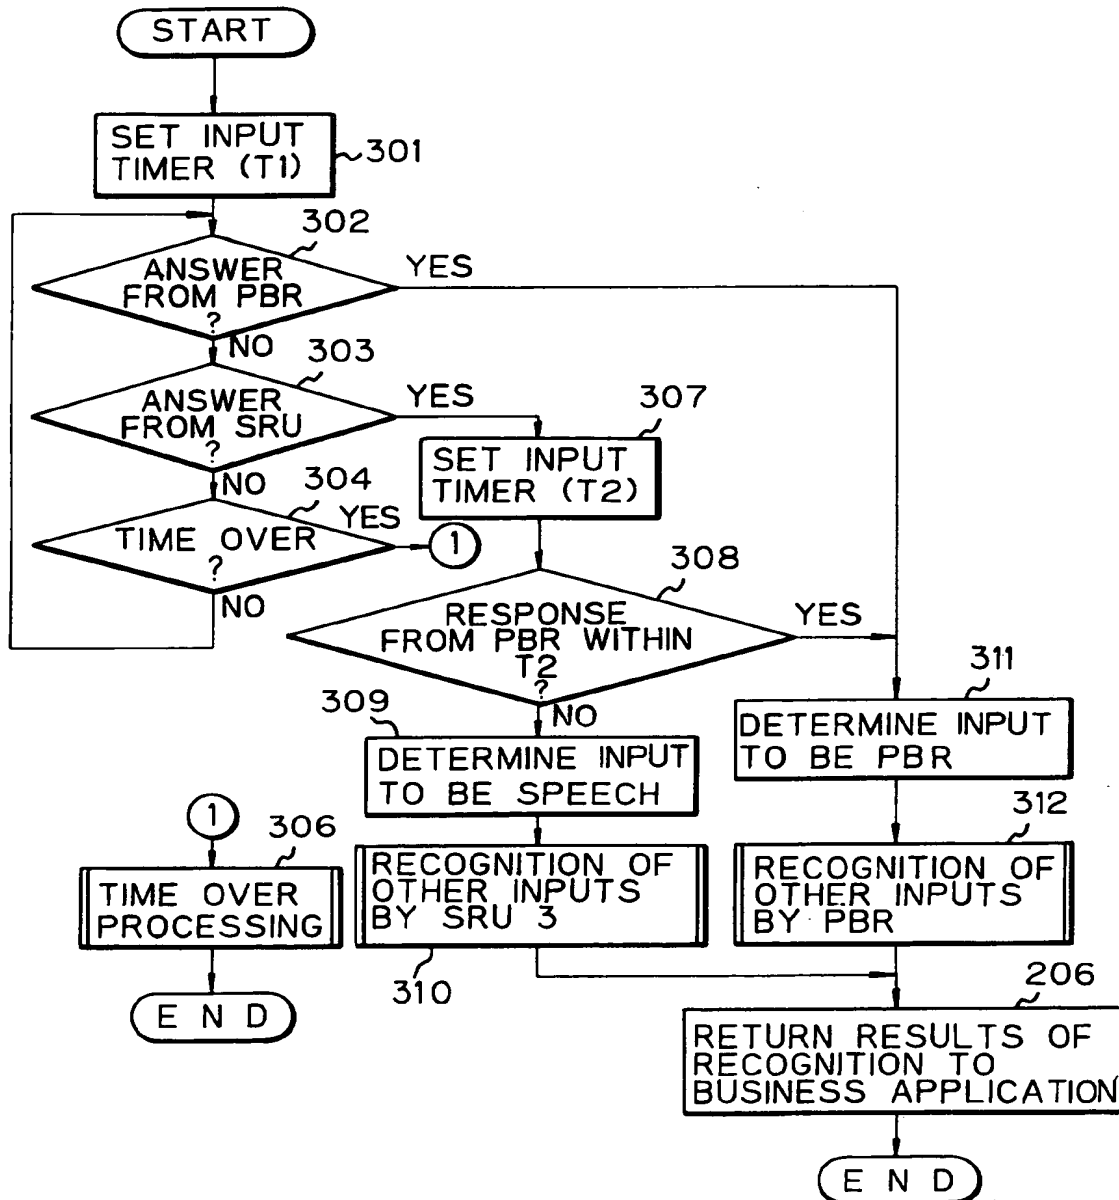 START
SET INPUT
TIMER (T1)
301
302
ANSWER
FROM PBR
?
YES
NO
303
ANSWER
FROM SRU
?
YES
NO
307
SET INPUT
TIMER (T2)
304
TIME OVER
?
YES
1
NO
308
RESPONSE
FROM PBR WITHIN
T2
?
YES
NO
309
DETERMINE INPUT
TO BE SPEECH
311
DETERMINE INPUT
TO BE PBR
1
306
TIME OVER
PROCESSING
END
RECOGNITION OF
OTHER INPUTS
BY SRU 3
310
312
RECOGNITION OF
OTHER INPUTS
BY PBR
206
RETURN RESULTS OF
RECOGNITION TO
BUSINESS APPLICATION
END